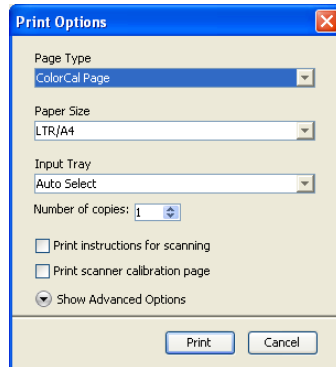 Print Options
Page Type
ColorCal Page
Paper Size
LTR/A4
Input Tray
Auto Select
Number of copies: 1
Print instructions for scanning
Print scanner calibration page
Show Advanced Options
Print Cancel